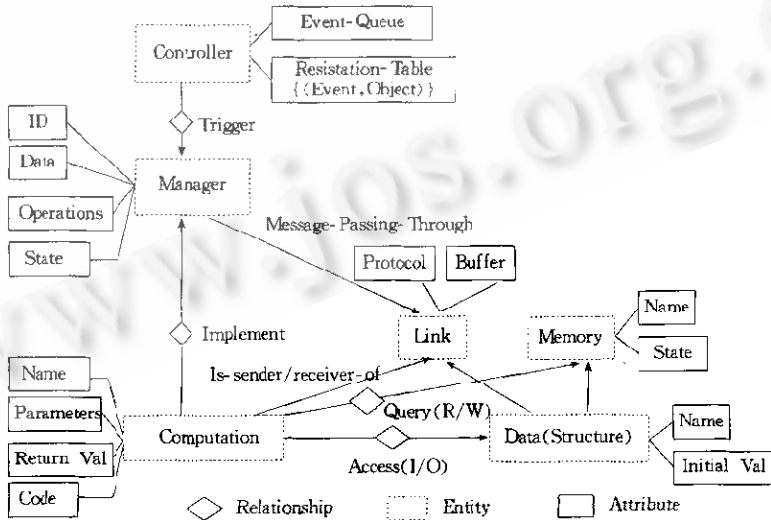 Event-Queue
Controller
Resistation-Table
{(Event,Object)}
ID
Trigger
Data
Manager
Operations
Message-Passing-Through
State
Protocol
Buffer
Name
Implement
Link
Memory
State
Is-sender/receiver-of
Name
Parameters
Query(R/W)
Name
Computation
Data(Structure)
Return Val
Initial Val
Access(I/O)
Code
Relationship
Entity
Attribute
www.jos.org.